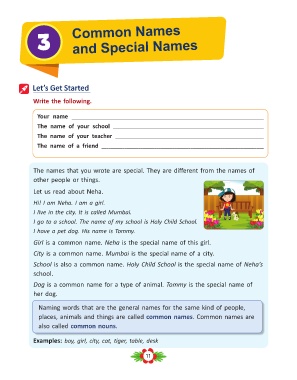 3
Common Names
and Special Names
Let's Get Started
Write the following.
Your name
The name of your school
The name of your teacher
The name of a friend
The names that you wrote are special. They are different from the names of
other people or things.
Let us read about Neha.
Hi! I am Neha. I am a girl.
I live in the city. It is called Mumbai.
I go to a school. The name of my school is Holy Child School.
I have a pet dog. His name is Tommy.
Girl is a common name. Neha is the special name of this girl.
City is a common name. Mumbai is the special name of a city.
School is also a common name. Holy Child School is the special name of Neha's
school.
Dog is a common name for a type of animal. Tommy is the special name of
her dog.
Naming words that are the general names for the same kind of people,
places, animals and things are called common names. Common names are
also called common nouns.
Examples: boy, girl, city, cat, tiger, table, desk
11